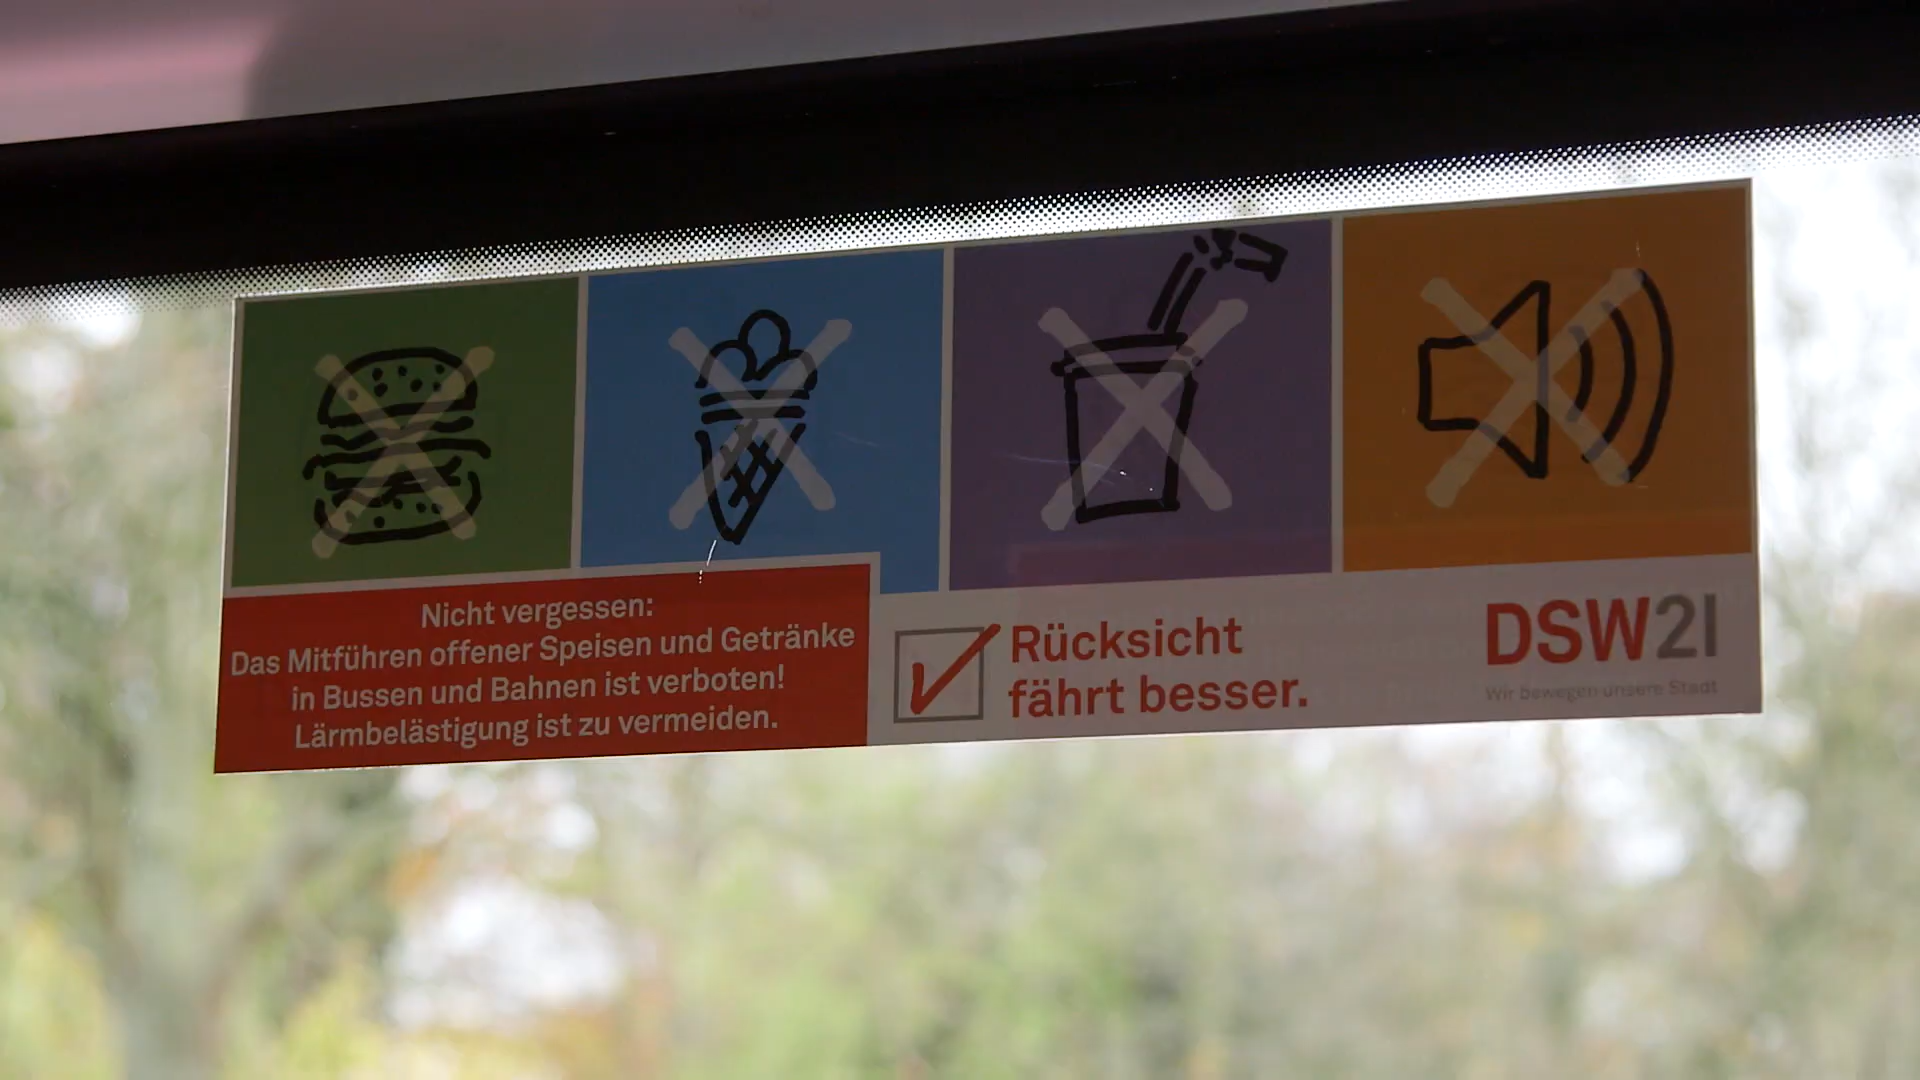 Nicht vergessen:
Das Mitführen offener Speisen und Getränke
in Bussen und Bahnen ist verboten!
Lärmbelästigung ist zu vermeiden.
Rücksicht
fährt besser.
DSW21
Wir bewegen unsere Stadt